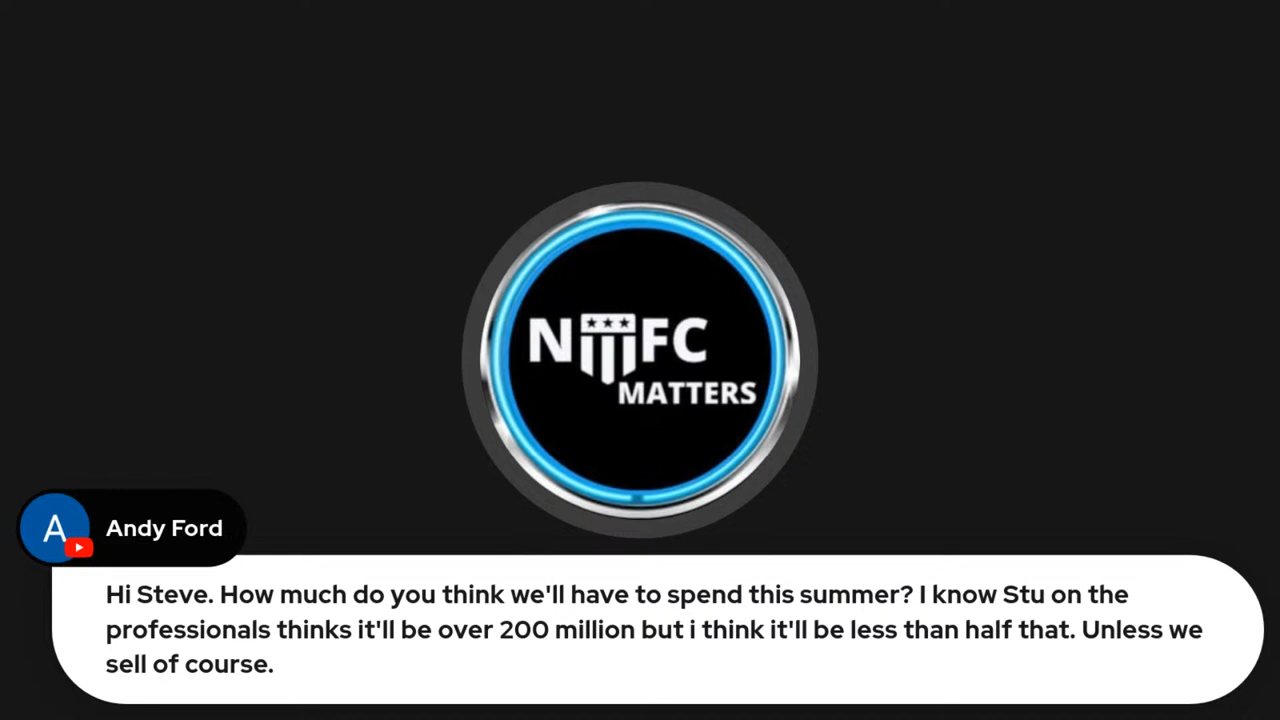 NUFC
MATTERS
A
Andy Ford
Hi Steve. How much do you think we'll have to spend this summer? I know Stu on the
professionals thinks it'll be over 200 million but i think it'll be less than half that. Unless we
sell of course.